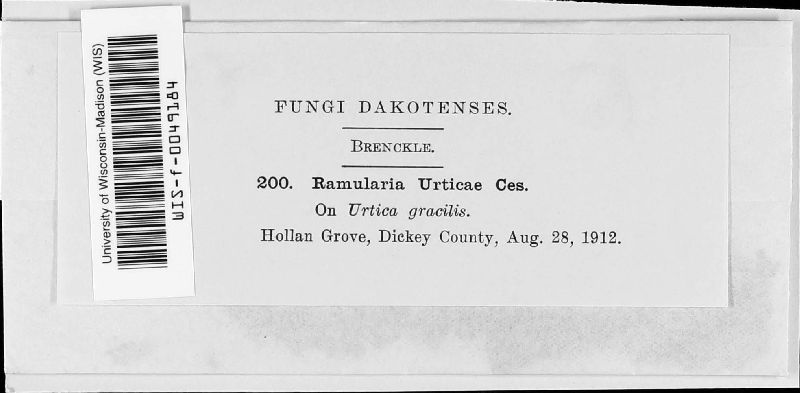 University of Wisconsin-Madison (WIS)
WIS-f-0049184
FUNGI DAKOTENSES.
BRENCKLE.
200. Ramularia Urticae Ces.
On Urtica gracilis.
Hollan Grove, Dickey County, Aug. 28, 1912.